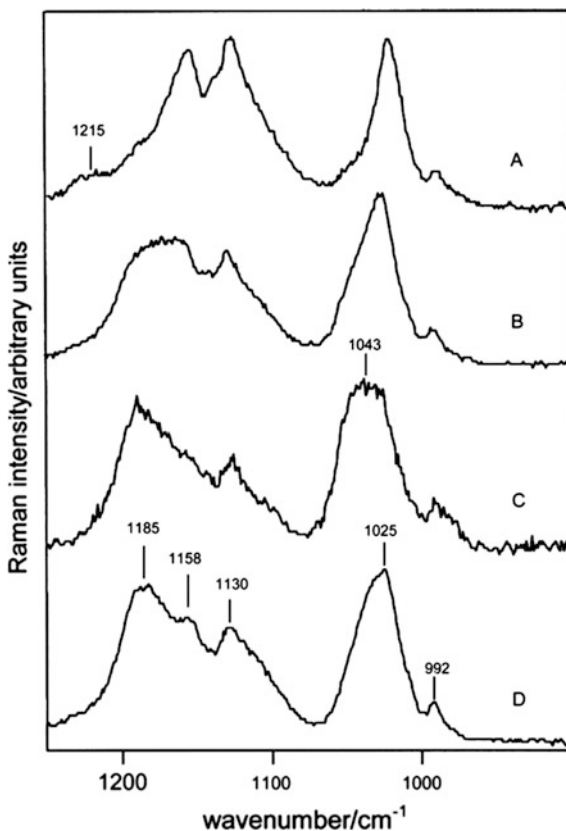 Raman intensity/arbitrary units
1215
A
B
1043
C
1185
1158
1130
1025
992
D
1200
1100
1000
wavenumber/cm-1